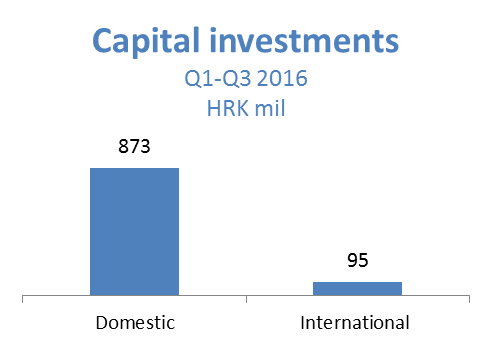 Capital investments
Q1-Q3 2016
HRK mil
873
95
Domestic
International